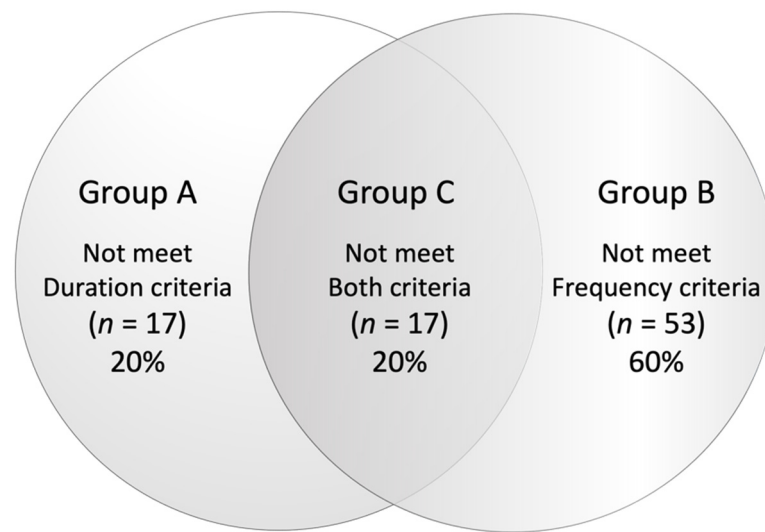 Group A
Not meet
Duration criteria
(n = 17)
20%
Group C
Not meet
Both criteria
(n = 17)
20%
Group B
Not meet
Frequency criteria
(n = 53)
60%